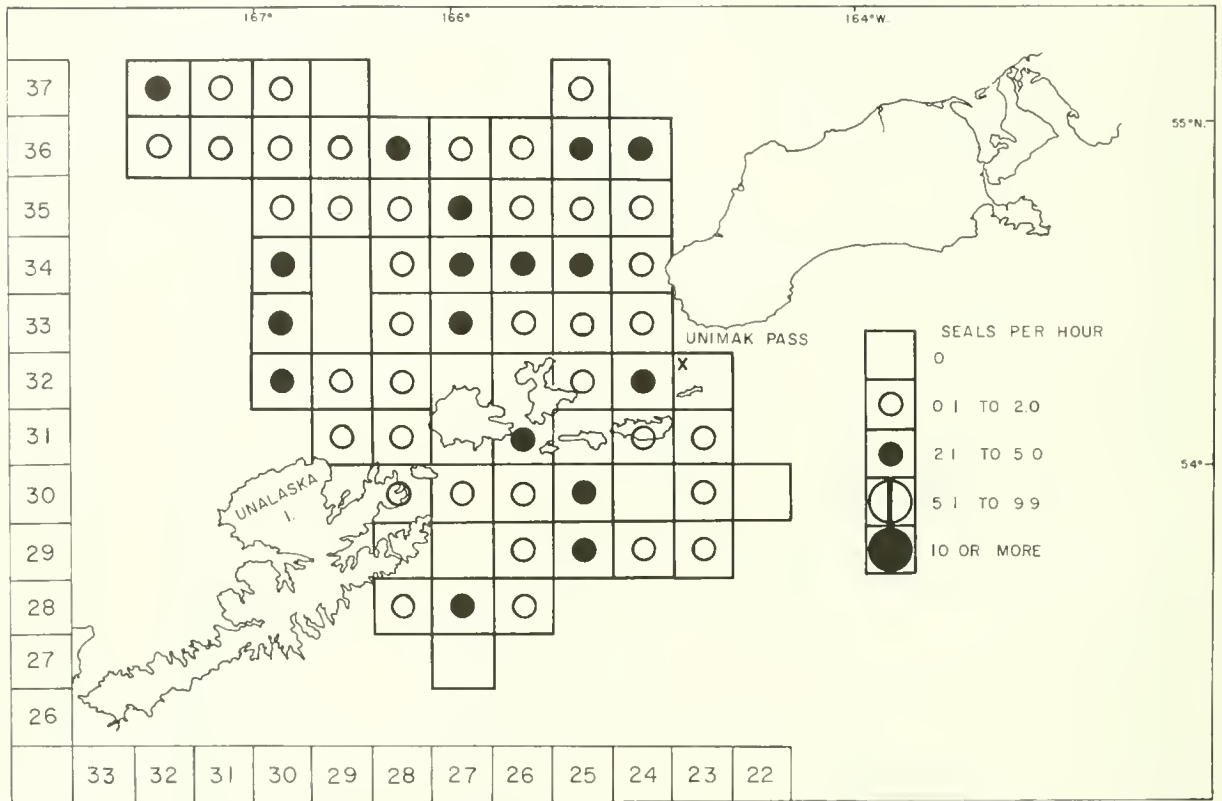 167° 166° 164°W.
37
55°N.
36
35
34
33
UNIMAK PASS
SEALS PER HOUR
0
32
X
0 1 TO 2.0
31
2 1 TO 5 0
30
54°
UNALASKA
I.
5 1 TO 9 9
29
10 OR MORE
28
27
26
33 32 31 30 29 28 27 26 25 24 23 22